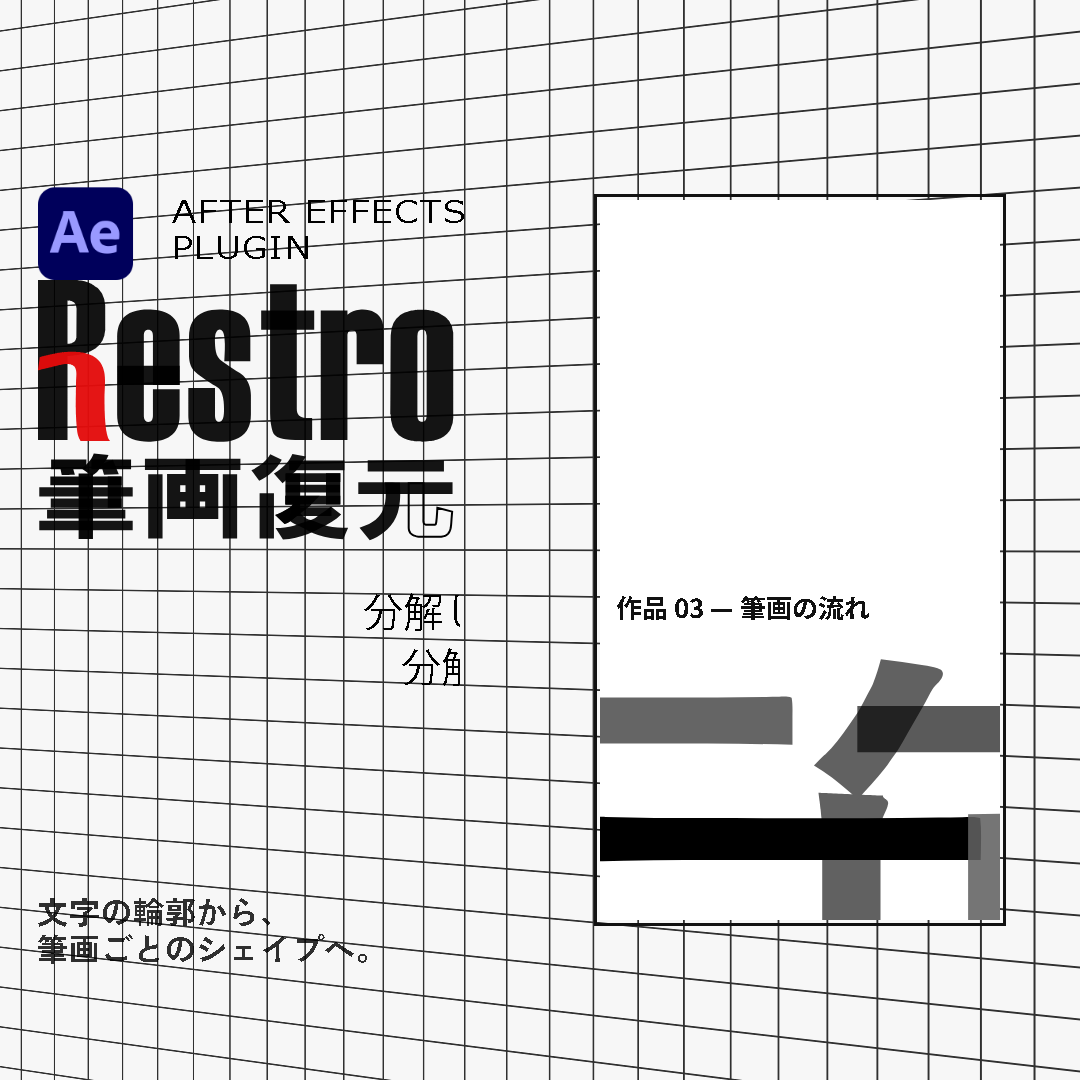 Ae
AFTER EFFECTS
PLUGIN
Restro
筆画復元
分解
分
文字の輪郭から、
筆画ごとのシェイプへ。
作品 03 — 筆画の流れ